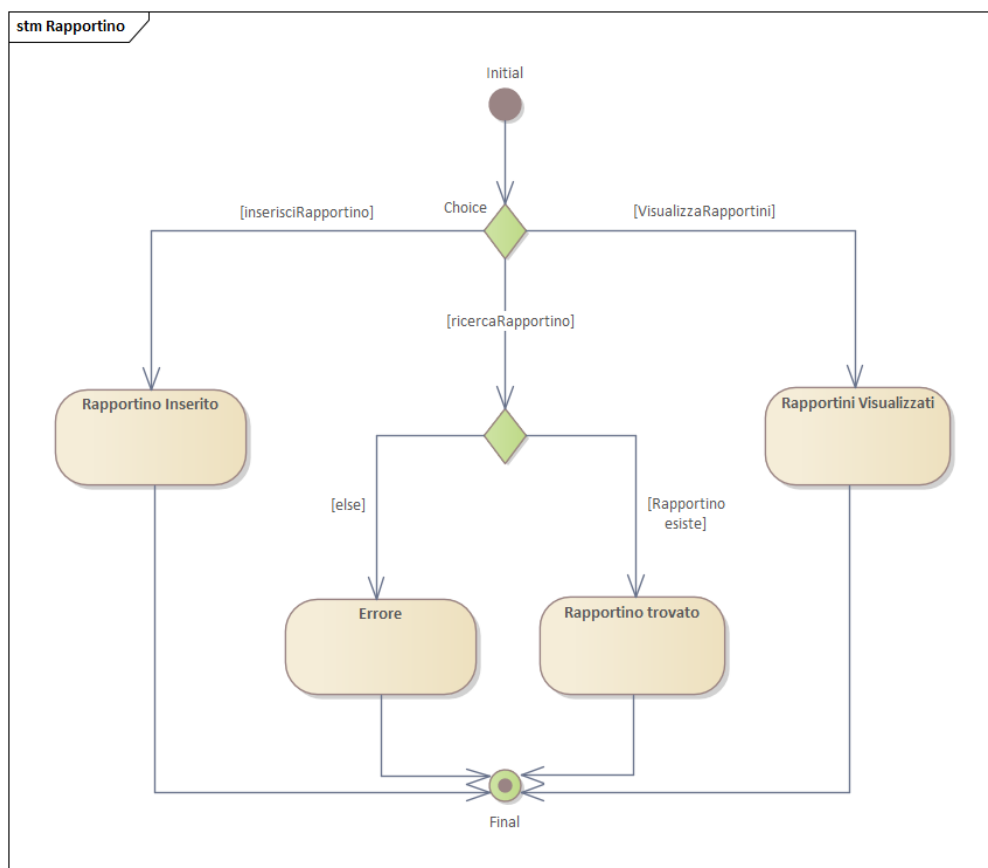 stm Rapportino
Initial
Choice
[inserisciRapportino]
[VisualizzaRapportini]
[ricercaRapportino]
Rapportino Inserito
Rapportini Visualizzati
[else]
[Rapportino
esiste]
Errore
Rapportino trovato
Final